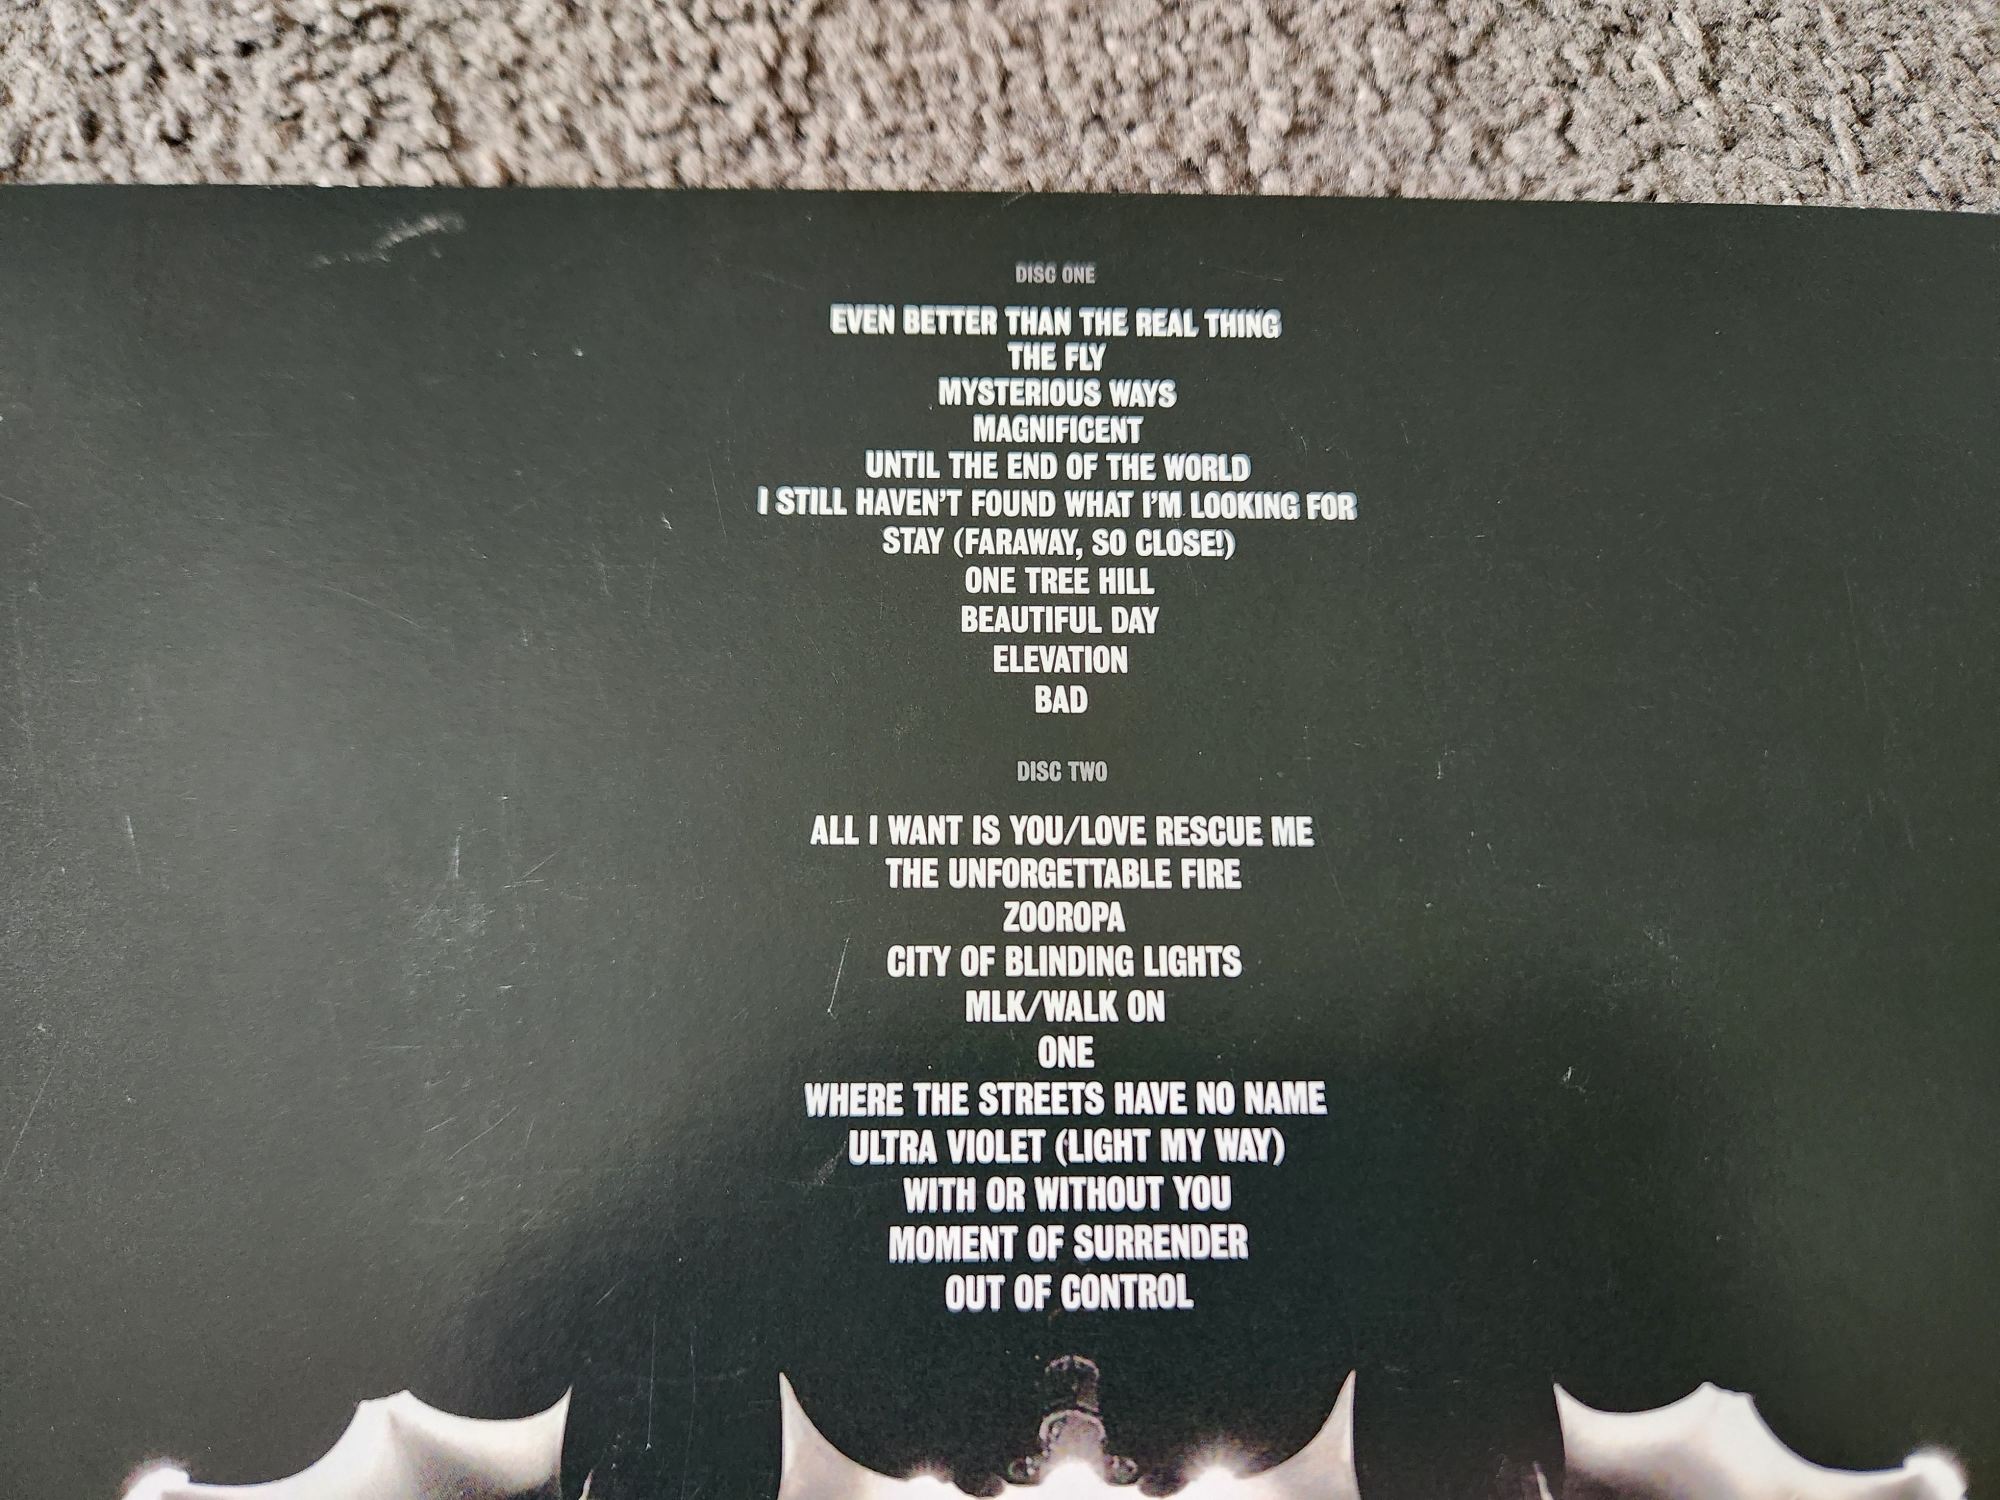 DISC ONE
EVEN BETTER THAN THE REAL THING
THE FLY
MYSTERIOUS WAYS
MAGNIFICENT
UNTIL THE END OF THE WORLD
I STILL HAVEN'T FOUND WHAT I'M LOOKING FOR
STAY (FARAWAY, SO CLOSE!)
ONE TREE HILL
BEAUTIFUL DAY
ELEVATION
BAD
DISC TWO
ALL I WANT IS YOU/LOVE RESCUE ME
THE UNFORGETTABLE FIRE
ZOOROPA
CITY OF BLINDING LIGHTS
MLK/WALK ON
ONE
WHERE THE STREETS HAVE NO NAME
ULTRA VIOLET (LIGHT MY WAY)
WITH OR WITHOUT YOU
MOMENT OF SURRENDER
OUT OF CONTROL